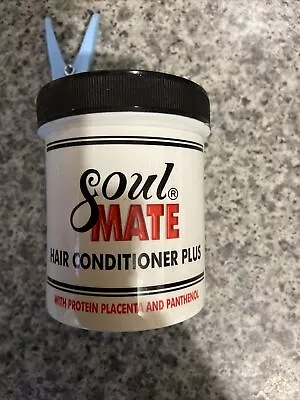 Soul®
MATE
HAIR CONDITIONER PLUS
WITH PROTEIN PLACENTA AND PANTHENOL